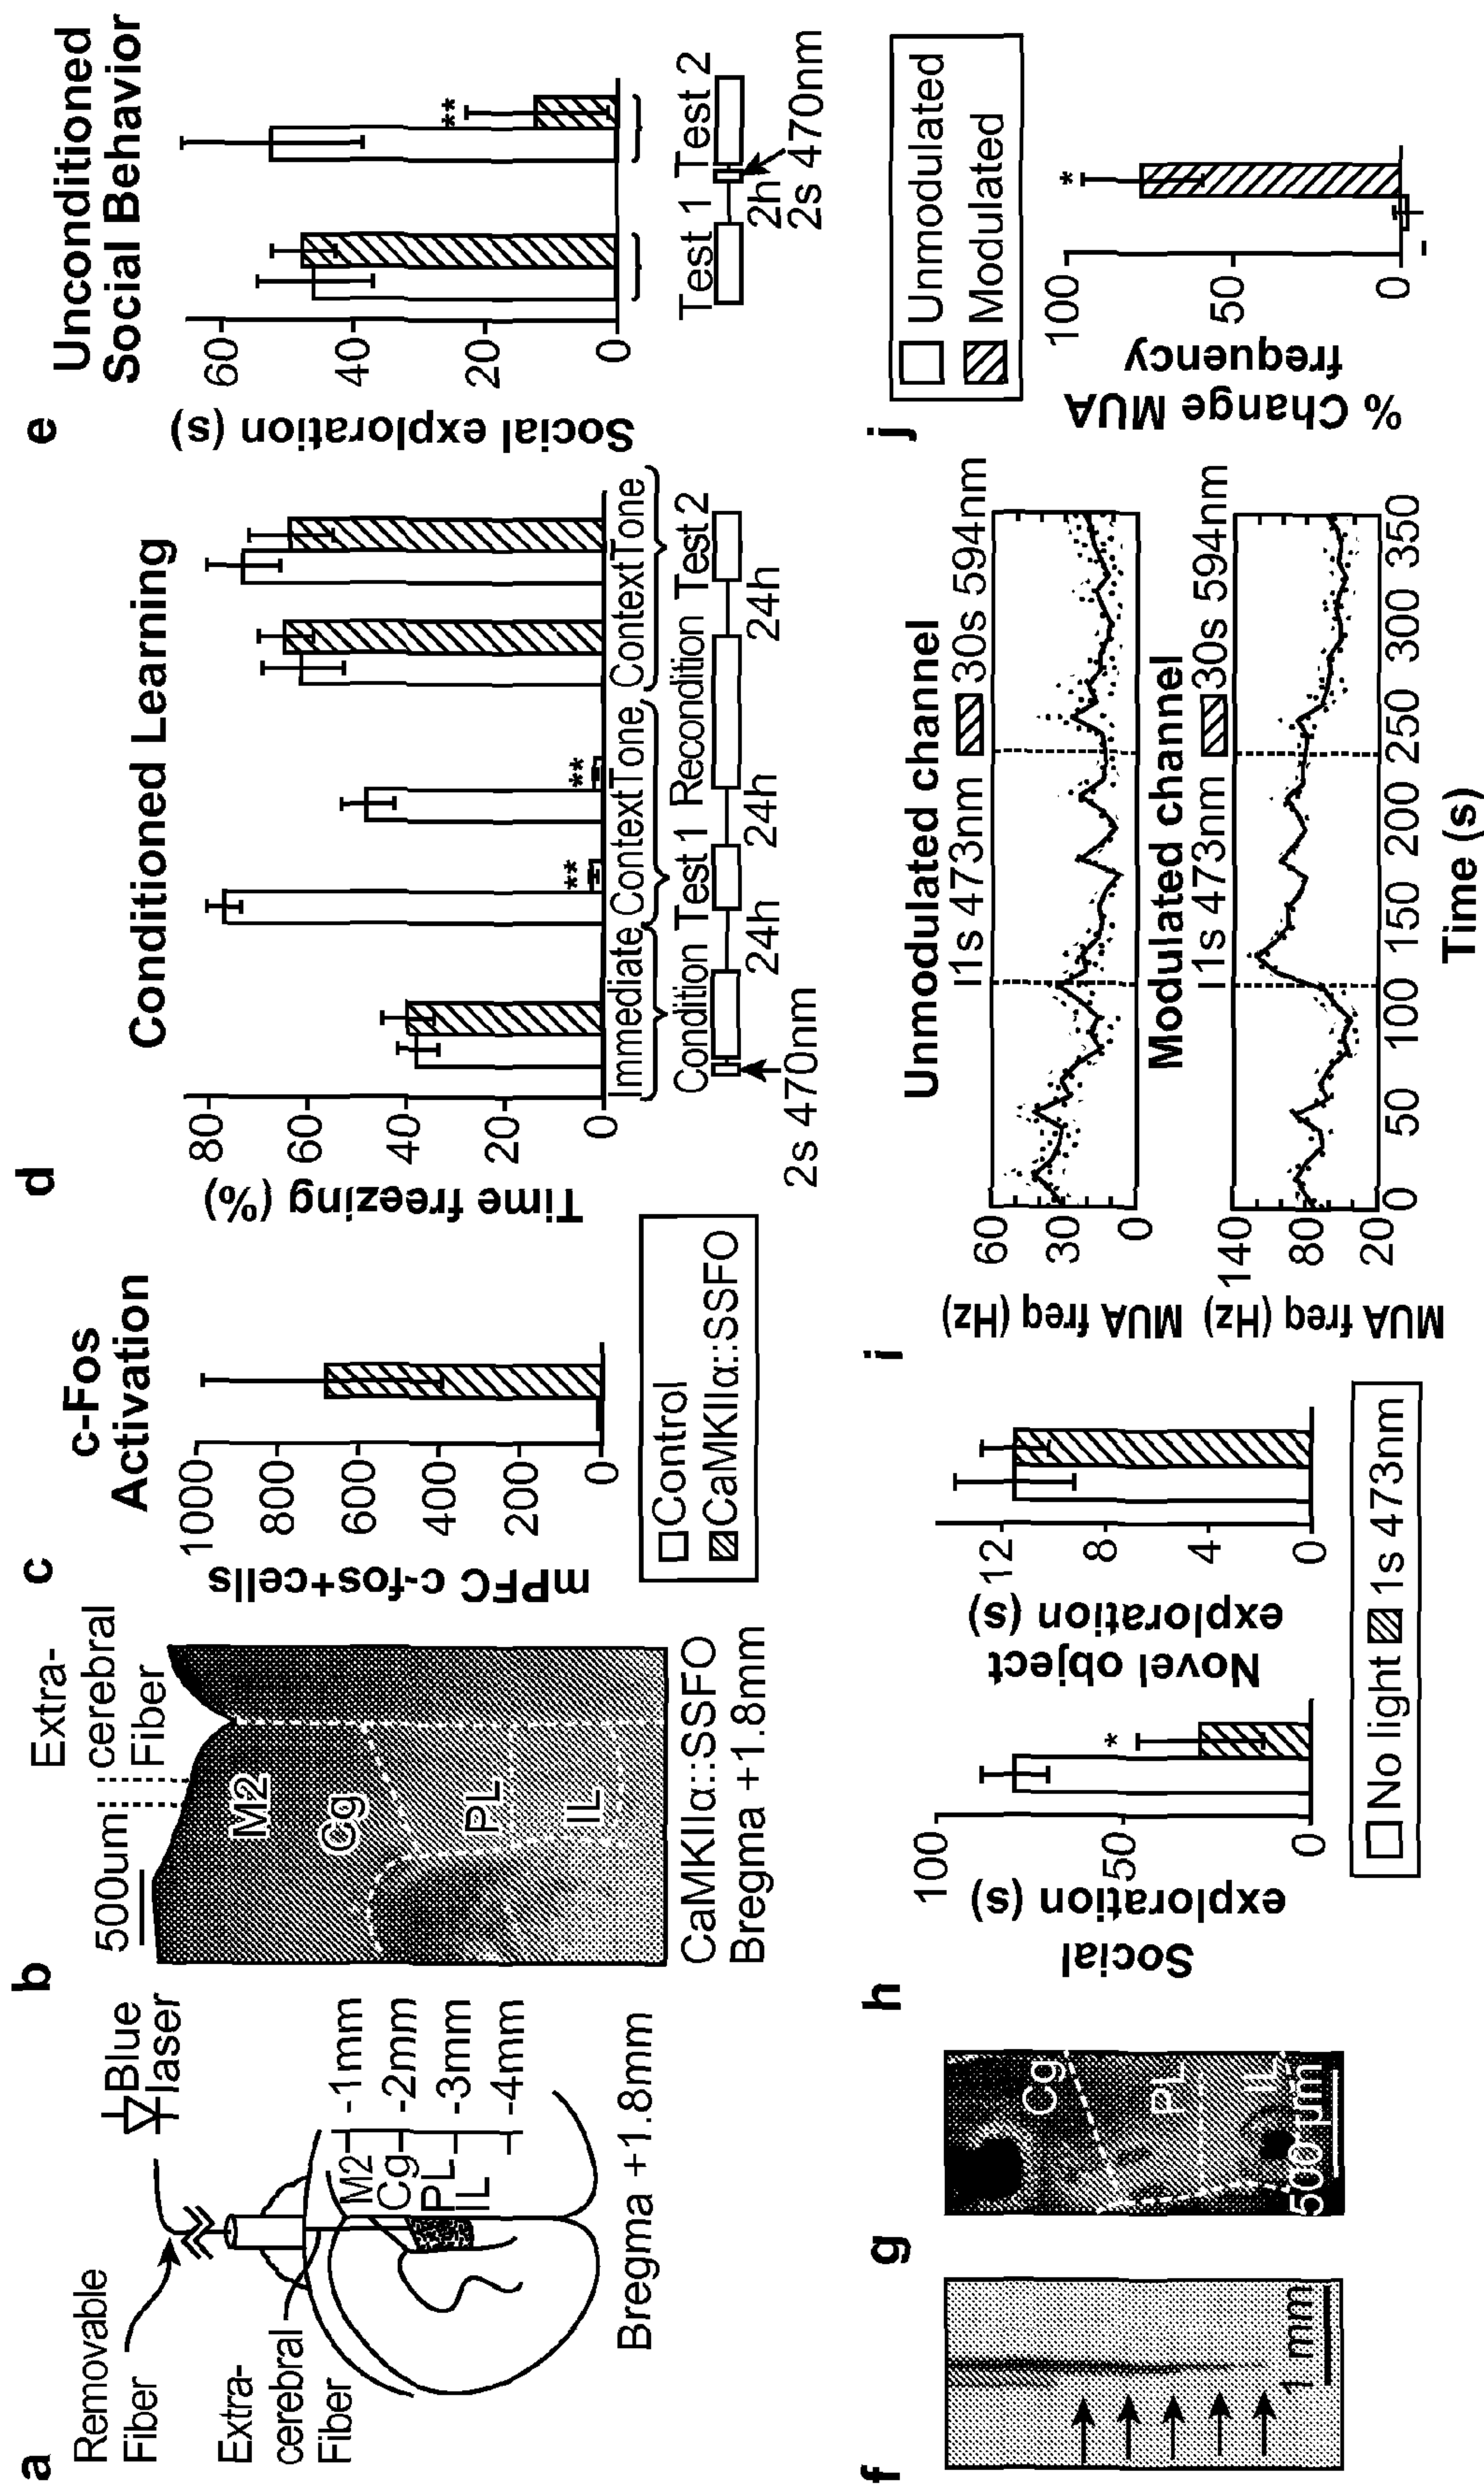 a
Removable
Fiber
Blue
laser
Extra-
cerebral
Fiber
M2
Cg
PL
IL
-1mm
-2mm
-3mm
-4mm
Bregma +1.8mm
b
500um
Extra-
cerebral
Fiber
M2
Cg
PL
IL
CaMKIIα::SSFO
Bregma +1.8mm
c
c-Fos
Activation
mPFC c-fos+cells
1000
800
600
400
200
0
Control
CaMKIIα::SSFO
d
Conditioned Learning
Time freezing (%)
80
60
40
20
0
**
**
Immediate Context Tone Context Tone
Condition Test 1 Recondition Test 2
24h 24h 24h
2s 470nm
e
Unconditioned
Social Behavior
Social exploration (s)
60
40
20
0
**
Test 1 Test 2
2h
2s 470nm
f
1 mm
g
Cg
PL
IL
500 µm
h
Social
exploration (s)
100
50
0
*
Novel object
exploration (s)
12
8
4
0
No light 1s 473nm
i
Unmodulated channel
1s 473nm 30s 594nm
MUA freq (Hz)
60
30
0
Modulated channel
1s 473nm 30s 594nm
MUA freq (Hz)
140
80
20
0 50 100 150 200 250 300 350
Time (s)
j
Unmodulated
Modulated
% Change MUA
frequency
100
50
0
*